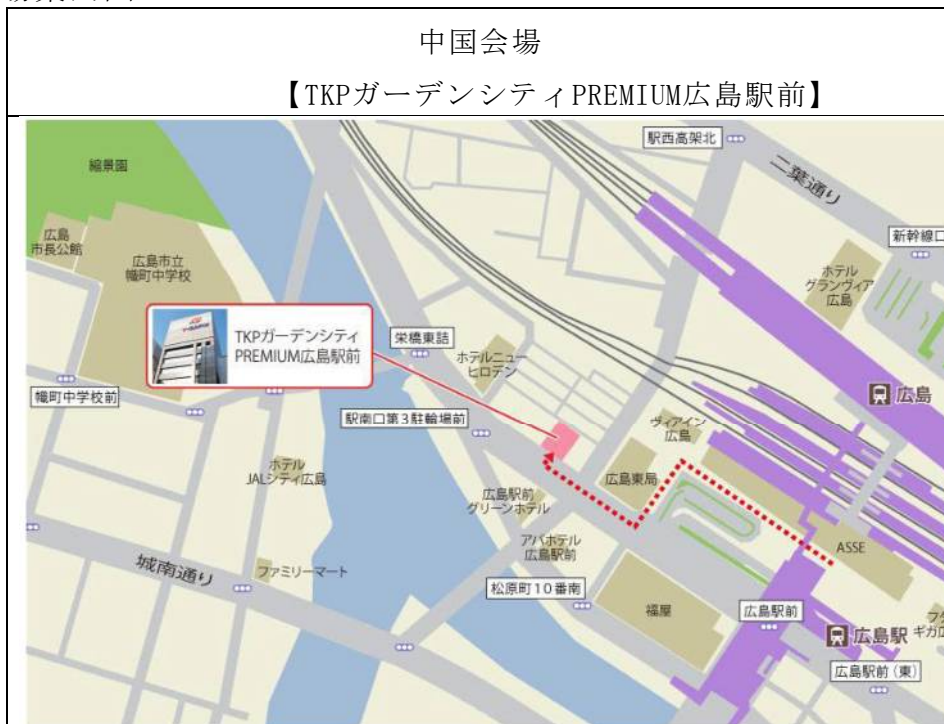 中国会場
【TKPガーデンシティPREMIUM広島駅前】
駅西高架北
二葉通り
縮景園
新幹線口
広島
市長公館
広島市立
幟町中学校
ホテル
グランヴィア
広島
TKPガーデンシティ
PREMIUM広島駅前
栄橋東詰
ホテルニュー
ヒロデン
広島
幟町中学校前
駅南口第3駐輪場前
ヴィアイン
広島
ホテル
JALシティ広島
広島東局
広島駅前
グリーンホテル
アパホテル
広島駅前
ASSE
城南通り
ファミリーマート
松原町10番南
福屋
広島駅前
広島駅
ギガ広
広島駅前(東)